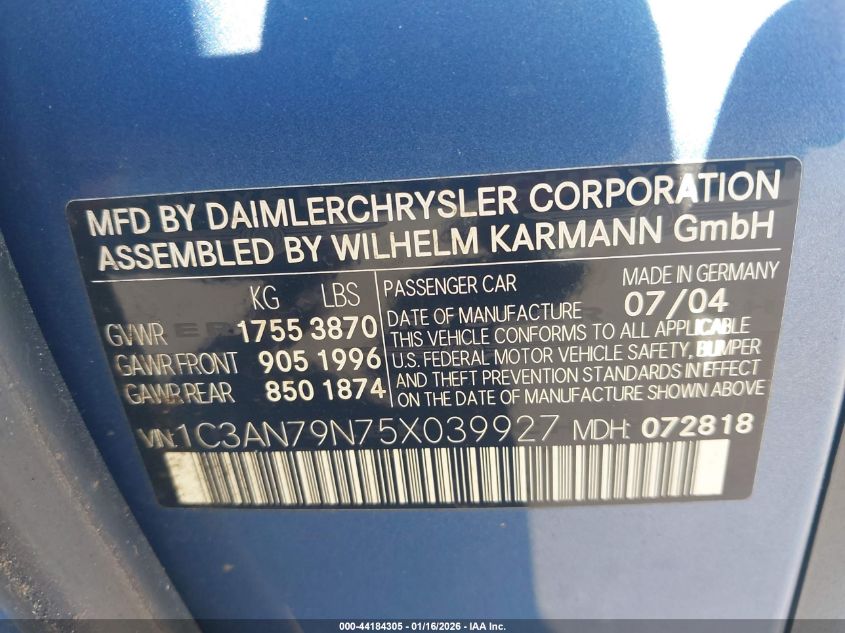 MFD BY DAIMLERCHRYSLER CORPORATION
ASSEMBLED BY WILHELM KARMANN GmbH
KG LBS
GVWR 1755 3870
GAWR FRONT 905 1996
GAWR REAR 850 1874
PASSENGER CAR MADE IN GERMANY
DATE OF MANUFACTURE 07/04
THIS VEHICLE CONFORMS TO ALL APPLICABLE
U.S. FEDERAL MOTOR VEHICLE SAFETY, BUMPER
AND THEFT PREVENTION STANDARDS IN EFFECT
ON THE DATE OF MANUFACTURE SHOWN ABOVE
VIN: 1C3AN79N75X039927 MDH: 072818
000-44184305 - 01/16/2026 - IAA Inc.